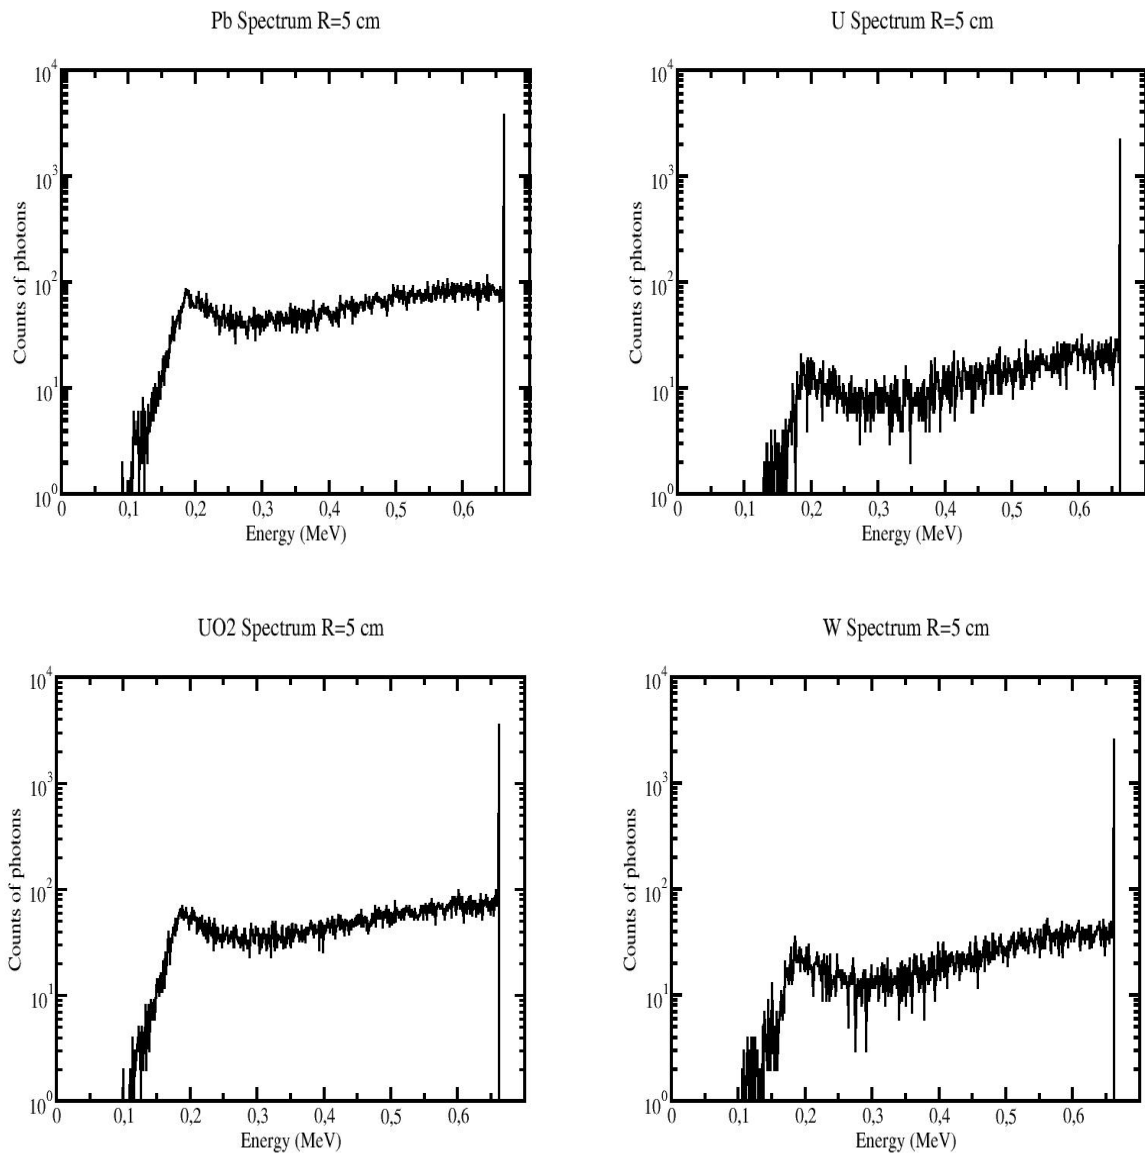 Pb Spectrum R=5 cm
10^4
10^3
10^2
10^1
10^0
Counts of photons
0 0,1 0,2 0,3 0,4 0,5 0,6
Energy (MeV)
U Spectrum R=5 cm
10^4
10^3
10^2
10^1
10^0
Counts of photons
0 0,1 0,2 0,3 0,4 0,5 0,6
Energy (MeV)
UO2 Spectrum R=5 cm
10^4
10^3
10^2
10^1
10^0
Counts of photons
0 0,1 0,2 0,3 0,4 0,5 0,6
Energy (MeV)
W Spectrum R=5 cm
10^4
10^3
10^2
10^1
10^0
Counts of photons
0 0,1 0,2 0,3 0,4 0,5 0,6
Energy (MeV)